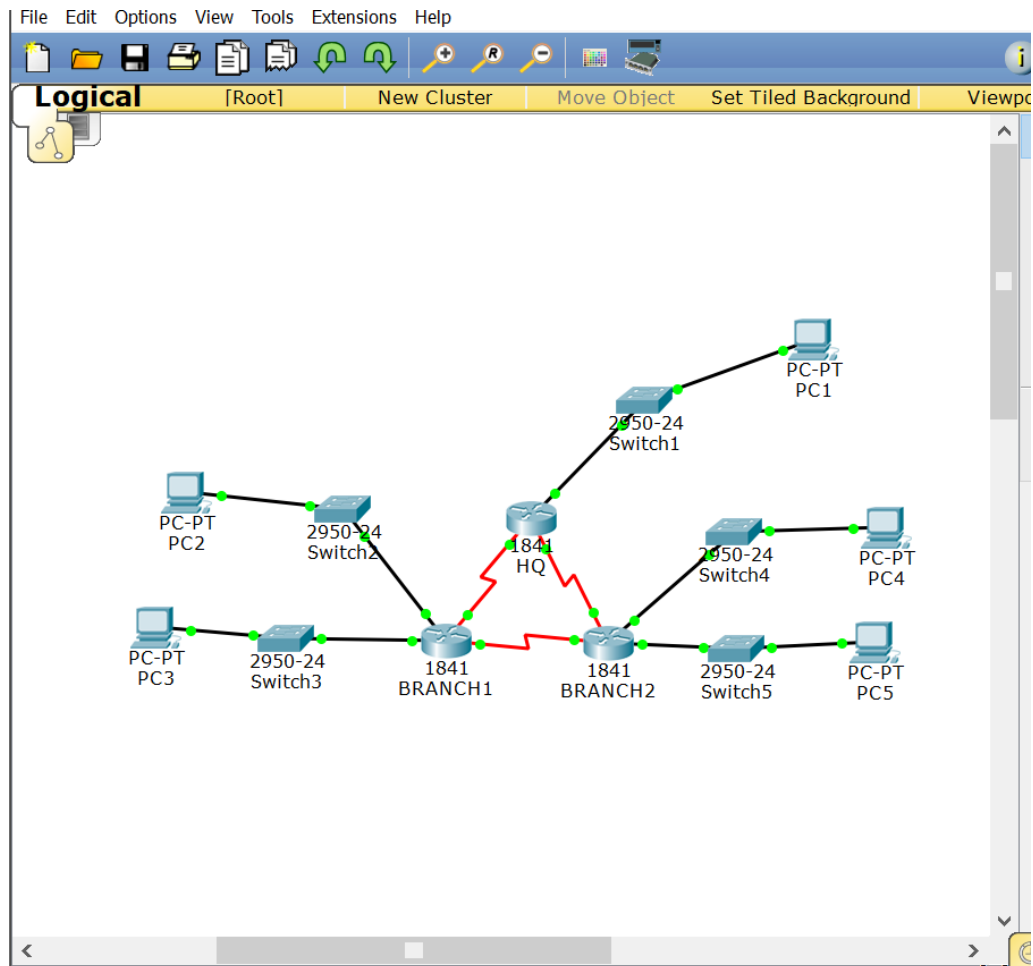 File Edit Options View Tools Extensions Help
R
i
Logical [Root] New Cluster Move Object Set Tiled Background Viewpo
PC-PT
PC1
2950-24
Switch1
PC-PT
PC2
2950-24
Switch2
1841
HQ
2950-24
Switch4
PC-PT
PC4
PC-PT
PC3
2950-24
Switch3
1841
BRANCH1
1841
BRANCH2
2950-24
Switch5
PC-PT
PC5